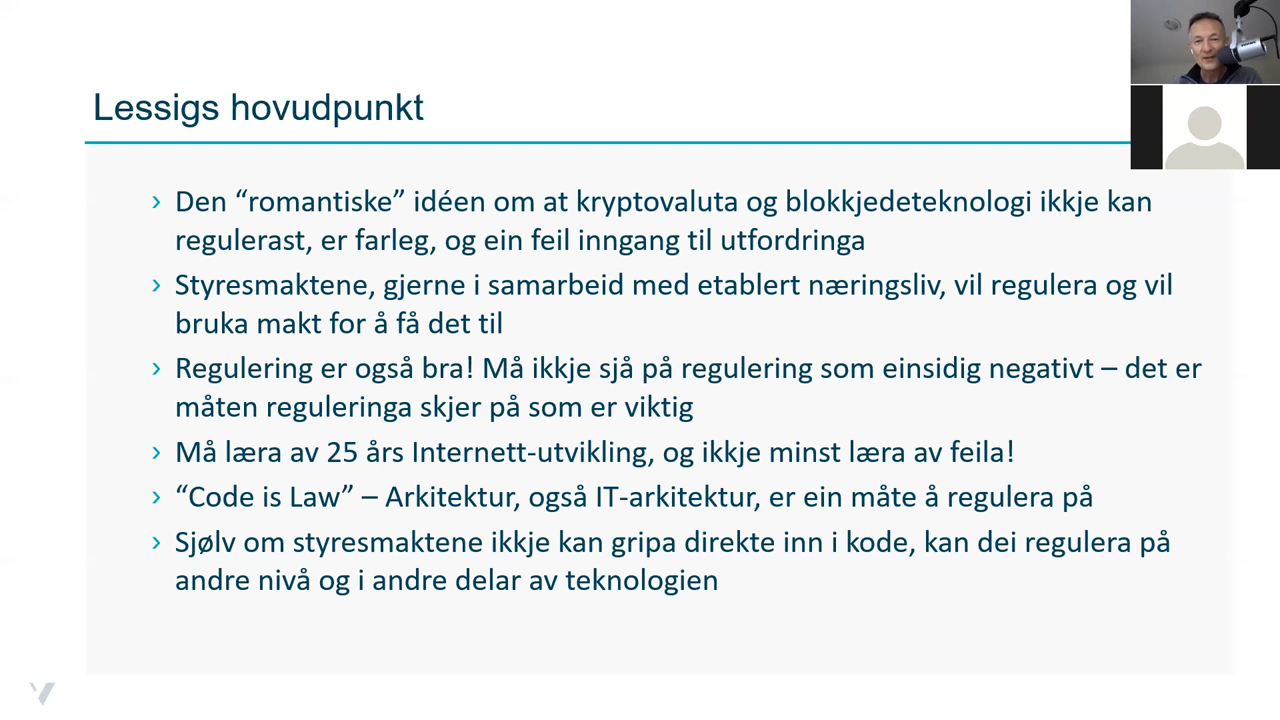 Lessigs hovudpunkt
› Den “romantiske” idéen om at kryptovaluta og blokkjedeteknologi ikkje kan
regulerast, er farleg, og ein feil inngang til utfordringa
› Styresmaktene, gjerne i samarbeid med etablert næringsliv, vil regulera og vil
bruka makt for å få det til
› Regulering er også bra! Må ikkje sjå på regulering som einsidig negativt – det er
måten reguleringa skjer på som er viktig
› Må læra av 25 års Internett-utvikling, og ikkje minst læra av feila!
› “Code is Law” – Arkitektur, også IT-arkitektur, er ein måte å regulera på
› Sjølv om styresmaktene ikkje kan gripa direkte inn i kode, kan dei regulera på
andre nivå og i andre delar av teknologien